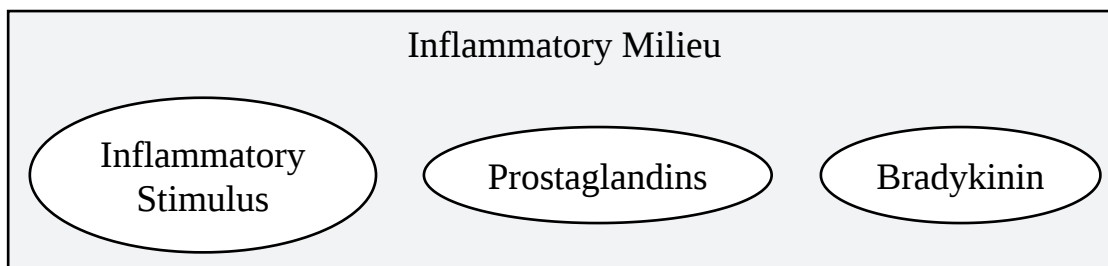 Inflammatory Milieu
Inflammatory
Stimulus
Prostaglandins
Bradykinin